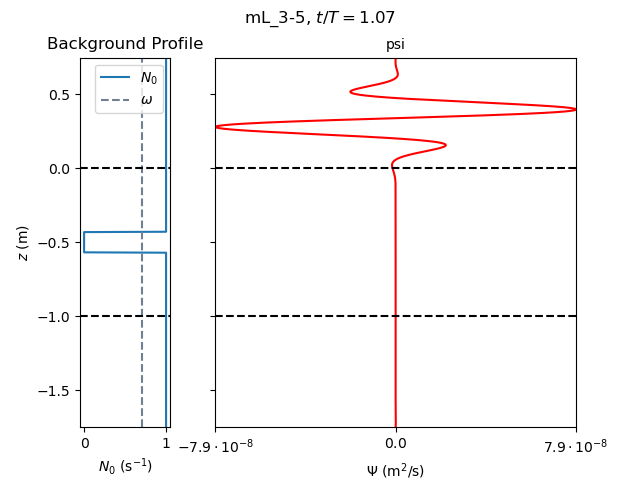 mL_3-5, t/T = 1.07
Background Profile
psi
N₀
ω
0.5
0.0
−0.5
−1.0
−1.5
z (m)
0 1
−7.9 · 10⁻⁸ 0.0 7.9 · 10⁻⁸
N₀ (s⁻¹)
Ψ (m²/s)